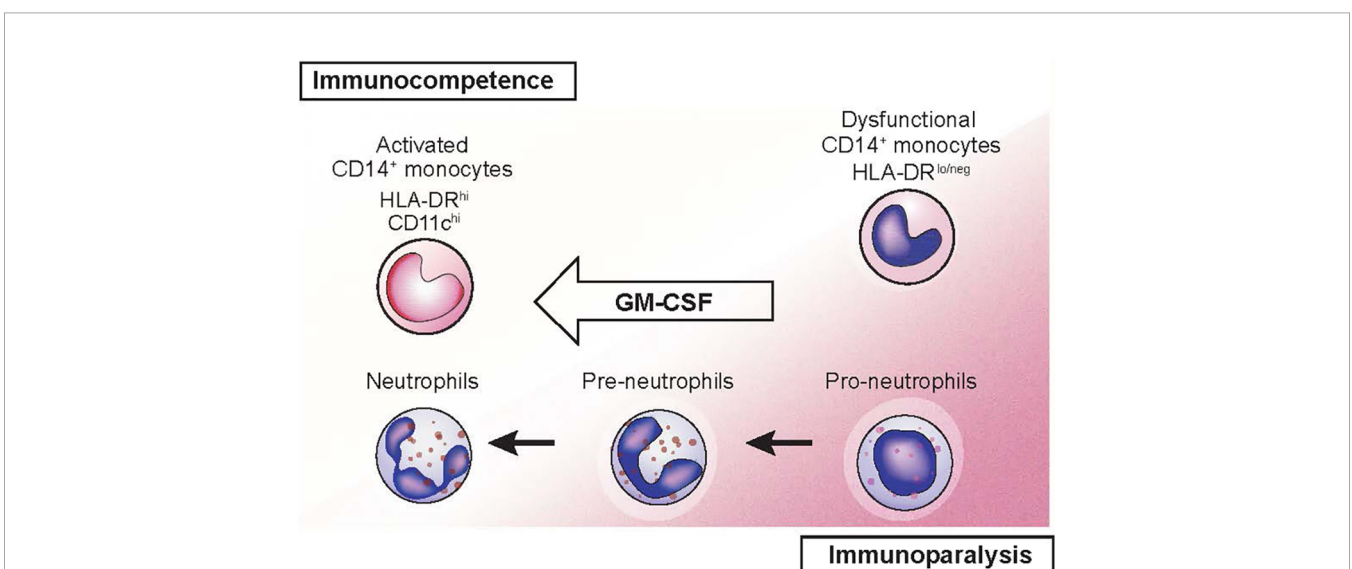 Immunocompetence
Activated
CD14⁺ monocytes
HLA-DRʰⁱ
CD11cʰⁱ
Dysfunctional
CD14⁺ monocytes
HLA-DRˡᵒ/ⁿᵉᵍ
GM-CSF
Neutrophils
Pre-neutrophils
Pro-neutrophils
Immunoparalysis